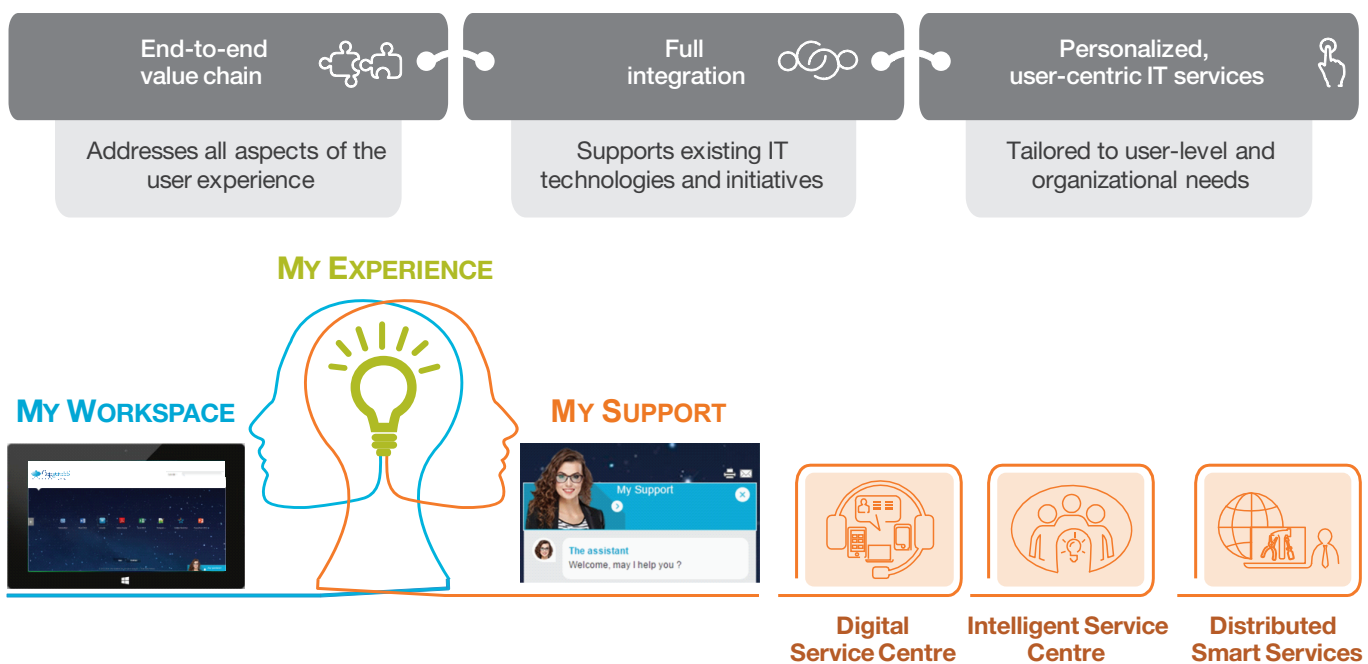 End-to-end
value chain
Full
integration
Personalized,
user-centric IT services
Addresses all aspects of the
user experience
Supports existing IT
technologies and initiatives
Tailored to user-level and
organizational needs
MY EXPERIENCE
MY WORKSPACE
MY SUPPORT
My Support
The assistant
Welcome, may I help you ?
Digital
Service Centre
Intelligent Service
Centre
Distributed
Smart Services